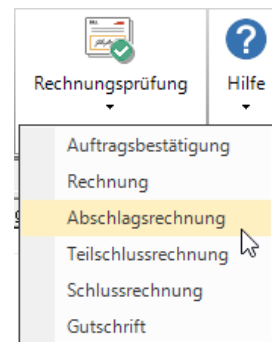 Rechnungsprüfung
Hilfe
Auftragsbestätigung
Rechnung
Abschlagsrechnung
Teilschlussrechnung
Schlussrechnung
Gutschrift